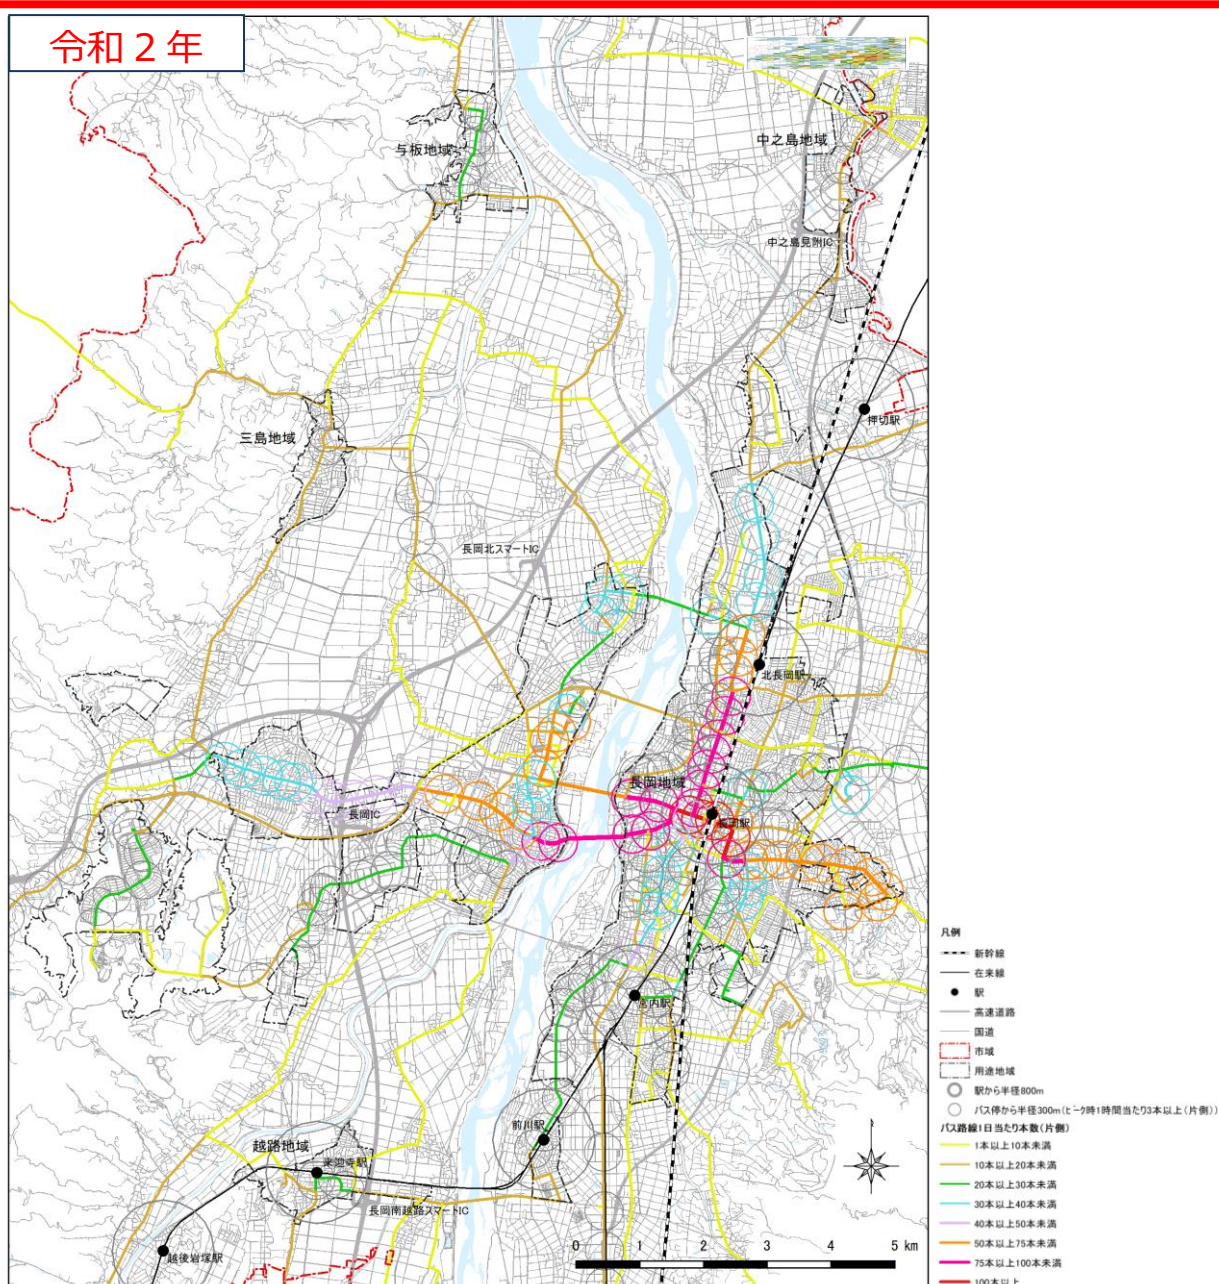 令和２年
与板地域
中之島地域
中之島見附IC
押切駅
三島地域
長岡北スマートIC
北長岡駅
長岡地域
長岡駅
長岡IC
宮内駅
前川駅
越路地域
来迎寺駅
長岡南越路スマートIC
越後岩塚駅
0 1 2 3 4 5 km
凡例
新幹線
在来線
駅
高速道路
国道
市域
用途地域
駅から半径800m
バス停から半径300m(ピーク時1時間当たり3本以上(片側))
バス路線1日当たり本数(片側)
1本以上10本未満
10本以上20本未満
20本以上30本未満
30本以上40本未満
40本以上50本未満
50本以上75本未満
75本以上100本未満
100本以上